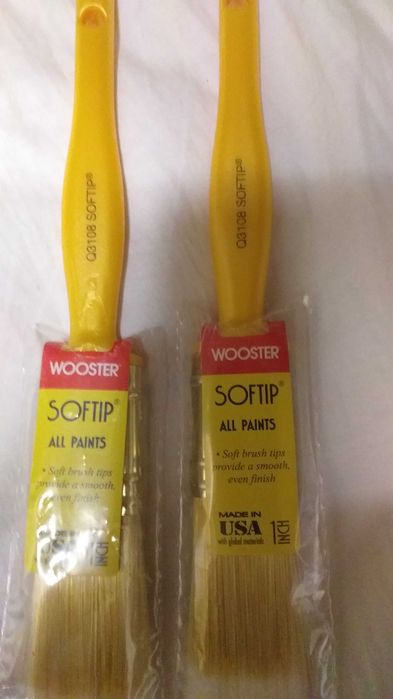 Q3108 SOFTIP®
WOOSTER
SOFTIP®
ALL PAINTS
• Soft brush tips
provide a smooth,
even finish
INCH
Q3108 SOFTIP®
WOOSTER
SOFTIP®
ALL PAINTS
• Soft brush tips
provide a smooth,
even finish
MADE IN
USA
with global materials
1 INCH